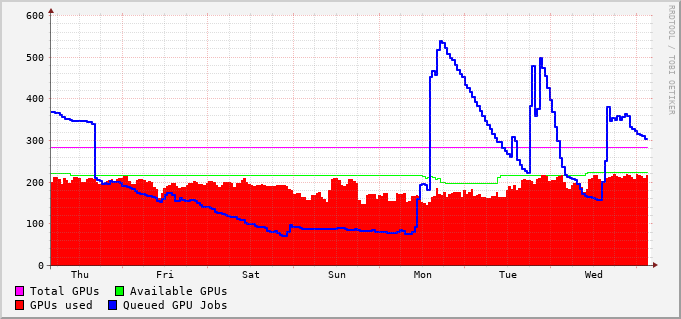 600
500
400
300
200
100
0
Thu Fri Sat Sun Mon Tue Wed
Total GPUs Available GPUs
GPUs used Queued GPU Jobs
RRDTOOL / TOBI OETIKER